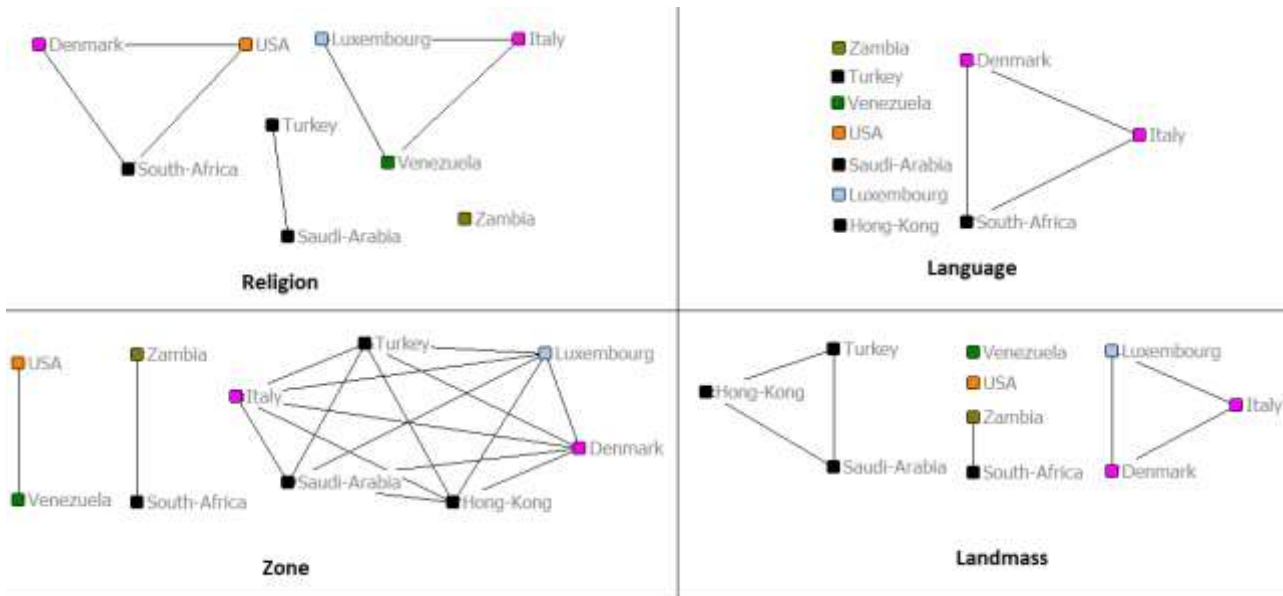 Denmark
USA
South-Africa
Luxembourg
Italy
Turkey
Venezuela
Saudi-Arabia
Zambia
Religion
Zambia
Turkey
Venezuela
USA
Saudi-Arabia
Luxembourg
Hong-Kong
Denmark
Italy
South-Africa
Language
USA
Venezuela
Zambia
South-Africa
Turkey
Luxembourg
Italy
Denmark
Saudi-Arabia
Hong-Kong
Zone
Turkey
Hong-Kong
Saudi-Arabia
Venezuela
USA
Zambia
South-Africa
Luxembourg
Italy
Denmark
Landmass